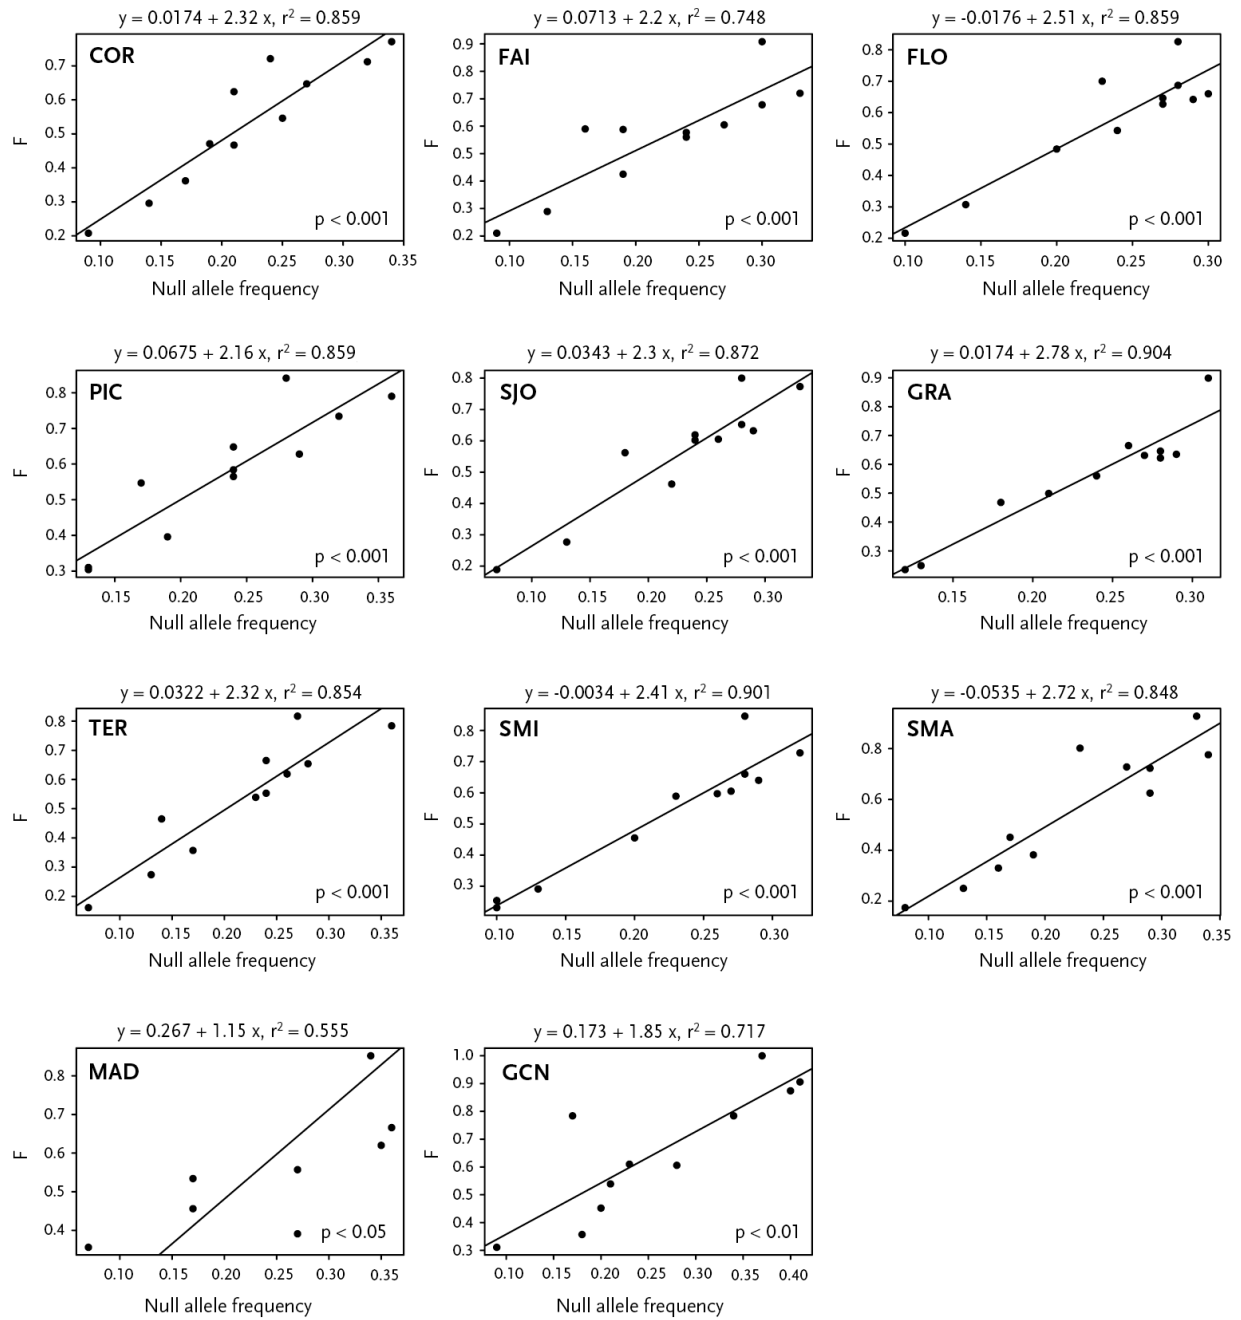 y = 0.0174 + 2.32 x, r² = 0.859
COR
F
0.7
0.6
0.5
0.4
0.3
0.2
p < 0.001
0.10 0.15 0.20 0.25 0.30 0.35
Null allele frequency
y = 0.0713 + 2.2 x, r² = 0.748
FAI
F
0.9
0.8
0.7
0.6
0.5
0.4
0.3
0.2
p < 0.001
0.10 0.15 0.20 0.25 0.30
Null allele frequency
y = -0.0176 + 2.51 x, r² = 0.859
FLO
F
0.8
0.7
0.6
0.5
0.4
0.3
0.2
p < 0.001
0.10 0.15 0.20 0.25 0.30
Null allele frequency
y = 0.0675 + 2.16 x, r² = 0.859
PIC
F
0.8
0.7
0.6
0.5
0.4
0.3
p < 0.001
0.15 0.20 0.25 0.30 0.35
Null allele frequency
y = 0.0343 + 2.3 x, r² = 0.872
SJO
F
0.8
0.7
0.6
0.5
0.4
0.3
0.2
p < 0.001
0.10 0.15 0.20 0.25 0.30
Null allele frequency
y = 0.0174 + 2.78 x, r² = 0.904
GRA
F
0.9
0.8
0.7
0.6
0.5
0.4
0.3
p < 0.001
0.15 0.20 0.25 0.30
Null allele frequency
y = 0.0322 + 2.32 x, r² = 0.854
TER
F
0.8
0.7
0.6
0.5
0.4
0.3
0.2
p < 0.001
0.10 0.15 0.20 0.25 0.30 0.35
Null allele frequency
y = -0.0034 + 2.41 x, r² = 0.901
SMI
F
0.8
0.7
0.6
0.5
0.4
0.3
p < 0.001
0.10 0.15 0.20 0.25 0.30
Null allele frequency
y = -0.0535 + 2.72 x, r² = 0.848
SMA
F
0.8
0.6
0.4
0.2
p < 0.001
0.10 0.15 0.20 0.25 0.30 0.35
Null allele frequency
y = 0.267 + 1.15 x, r² = 0.555
MAD
F
0.8
0.7
0.6
0.5
0.4
p < 0.05
0.10 0.15 0.20 0.25 0.30 0.35
Null allele frequency
y = 0.173 + 1.85 x, r² = 0.717
GCN
F
1.0
0.9
0.8
0.7
0.6
0.5
0.4
0.3
p < 0.01
0.10 0.15 0.20 0.25 0.30 0.35 0.40
Null allele frequency